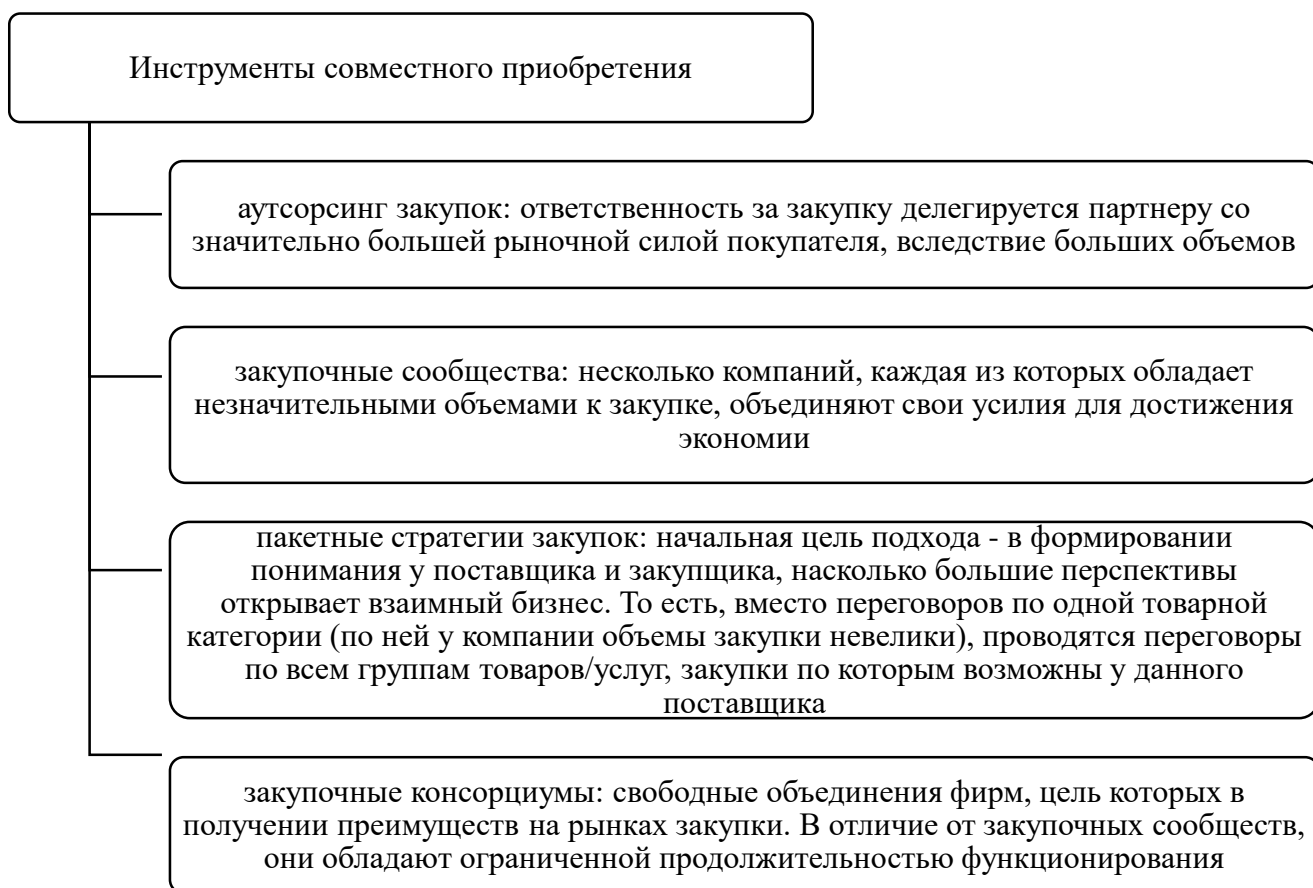 Инструменты совместного приобретения
аутсорсинг закупок: ответственность за закупку делегируется партнеру со
значительно большей рыночной силой покупателя, вследствие больших объемов
закупочные сообщества: несколько компаний, каждая из которых обладает
незначительными объемами к закупке, объединяют свои усилия для достижения
экономии
пакетные стратегии закупок: начальная цель подхода - в формировании
понимания у поставщика и закупщика, насколько большие перспективы
открывает взаимный бизнес. То есть, вместо переговоров по одной товарной
категории (по ней у компании объемы закупки невелики), проводятся переговоры
по всем группам товаров/услуг, закупки по которым возможны у данного
поставщика
закупочные консорциумы: свободные объединения фирм, цель которых в
получении преимуществ на рынках закупки. В отличие от закупочных сообществ,
они обладают ограниченной продолжительностью функционирования